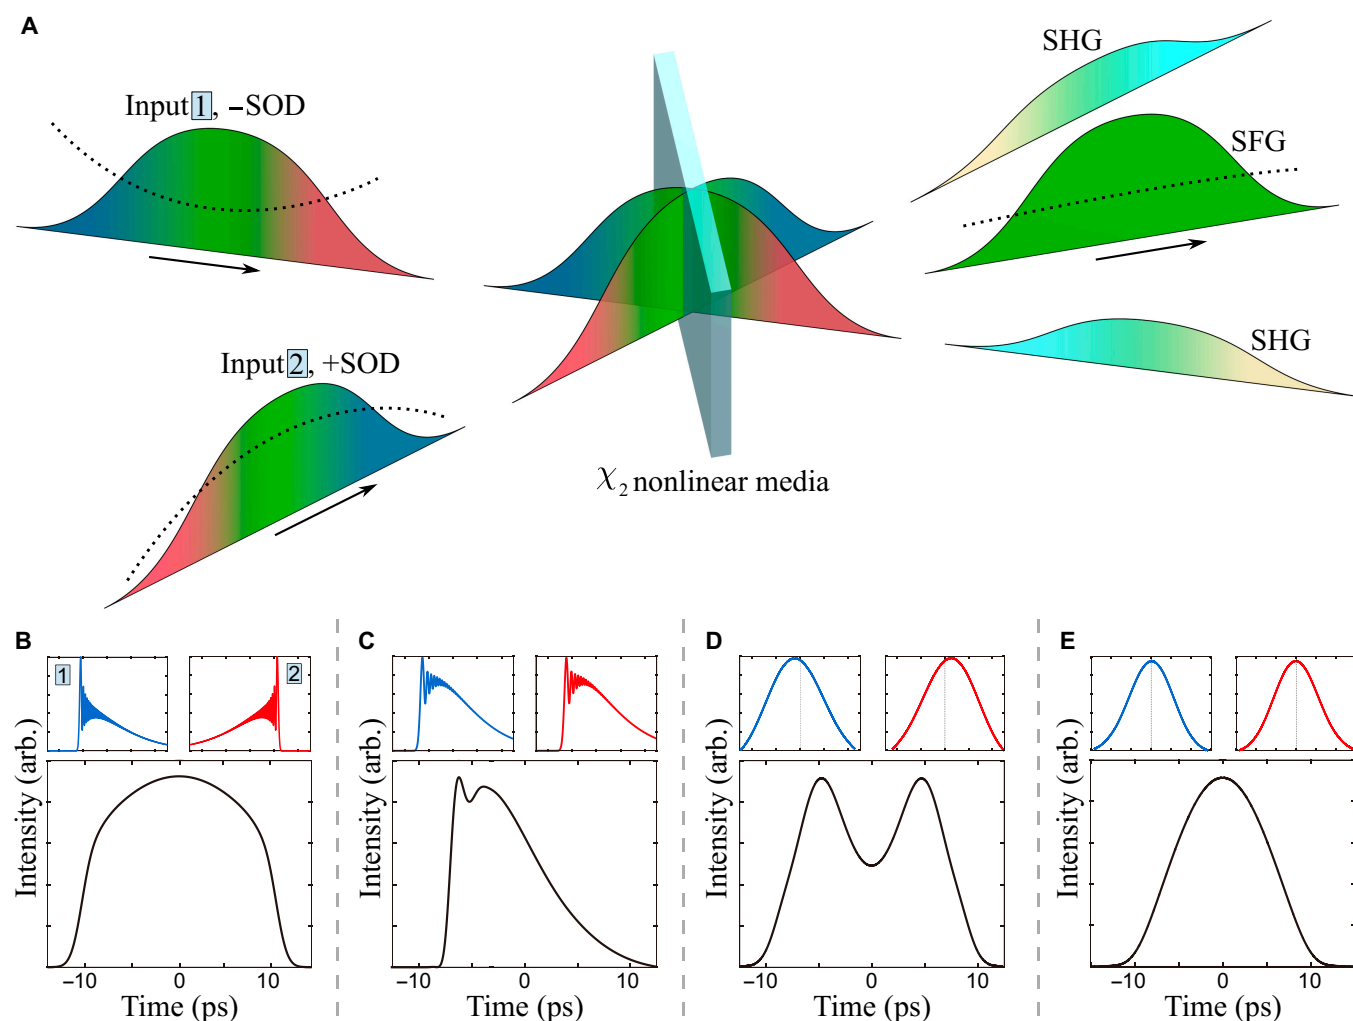 A
Input 1, −SOD
SHG
SFG
Input 2, +SOD
SHG
χ2 nonlinear media
B
1
2
Intensity (arb.)
−10
0
10
Time (ps)
C
Intensity (arb.)
−10
0
10
Time (ps)
D
Intensity (arb.)
−10
0
10
Time (ps)
E
Intensity (arb.)
−10
0
10
Time (ps)